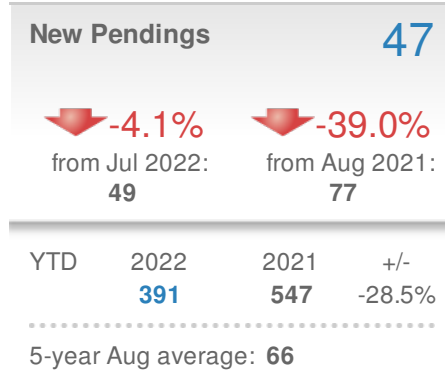 New Pendings 47
-4.1% -39.0%
from Jul 2022: from Aug 2021:
49 77
YTD 2022 2021 +/-
391 547 -28.5%
5-year Aug average: 66